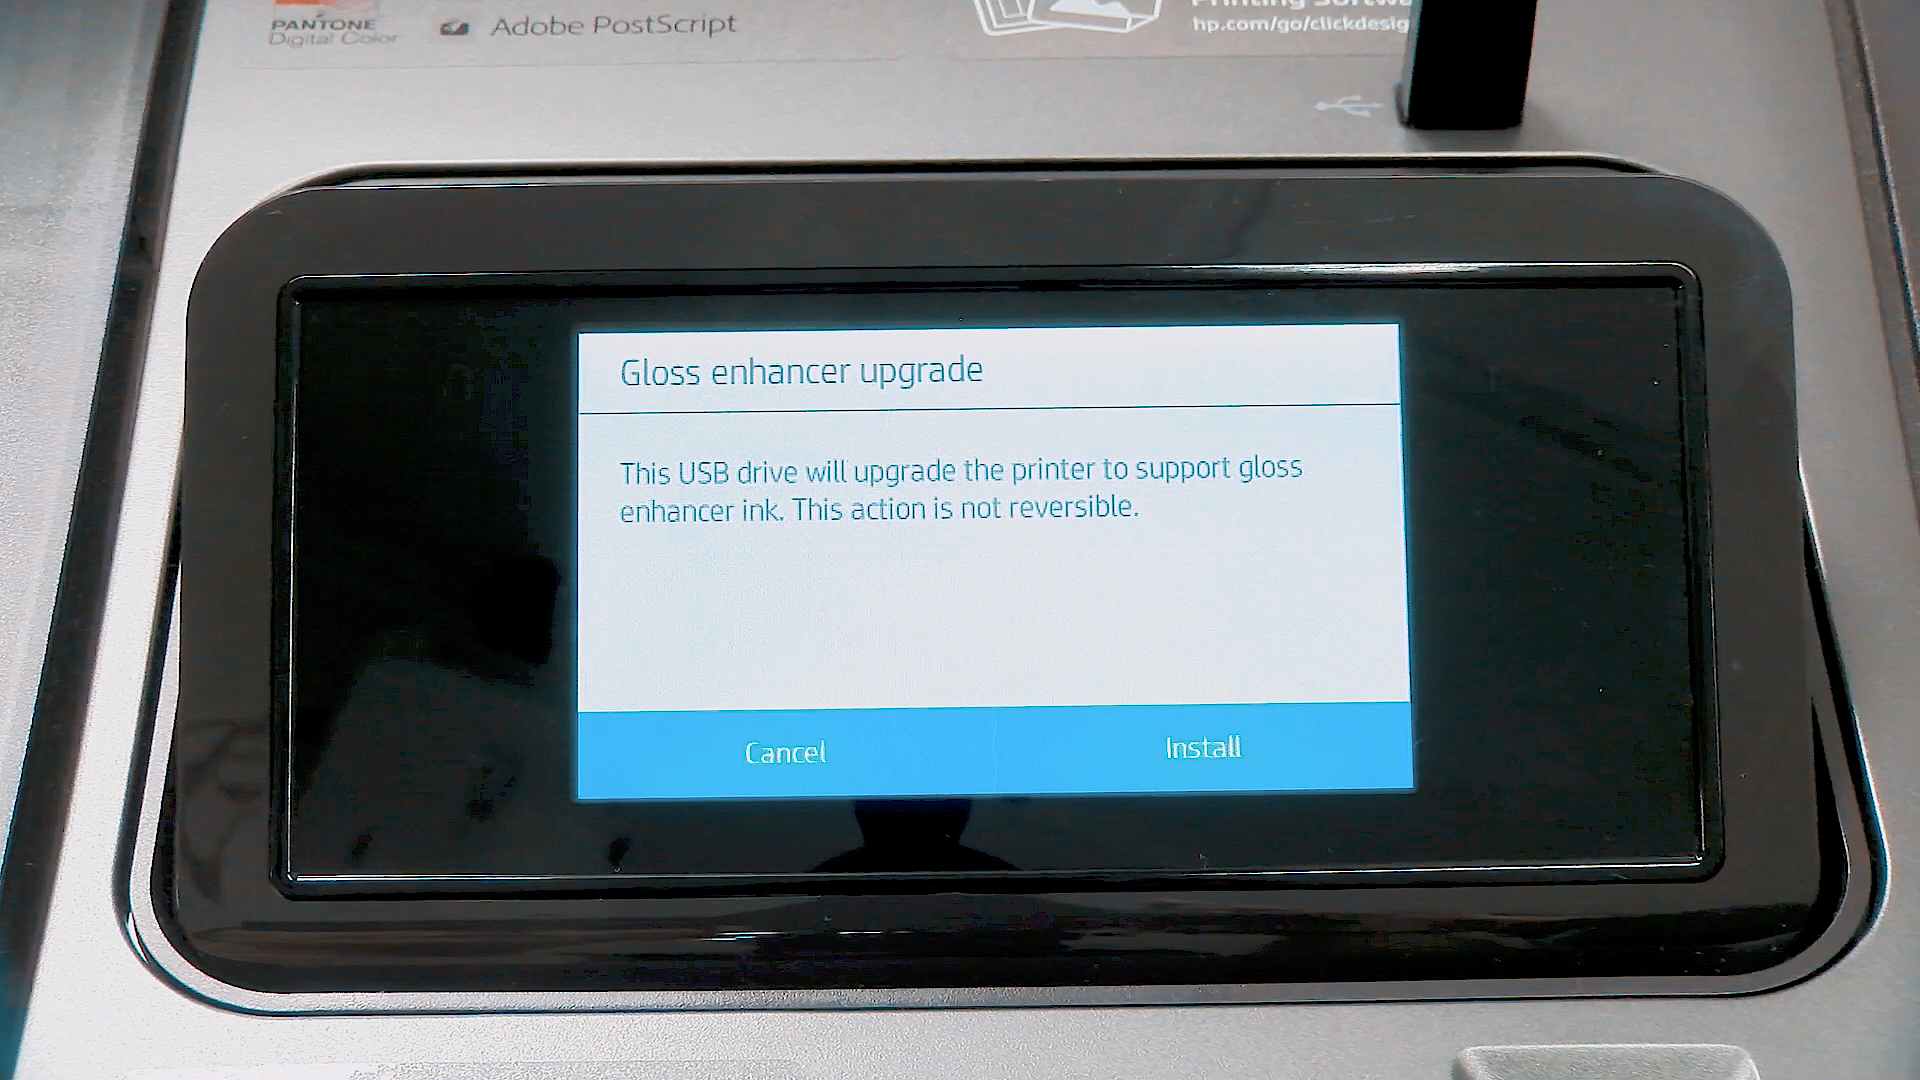 PANTONE
Digital Color
Adobe PostScript
Printing
hp.com/go/clickdesig
Gloss enhancer upgrade
This USB drive will upgrade the printer to support gloss
enhancer ink. This action is not reversible.
Cancel
Install